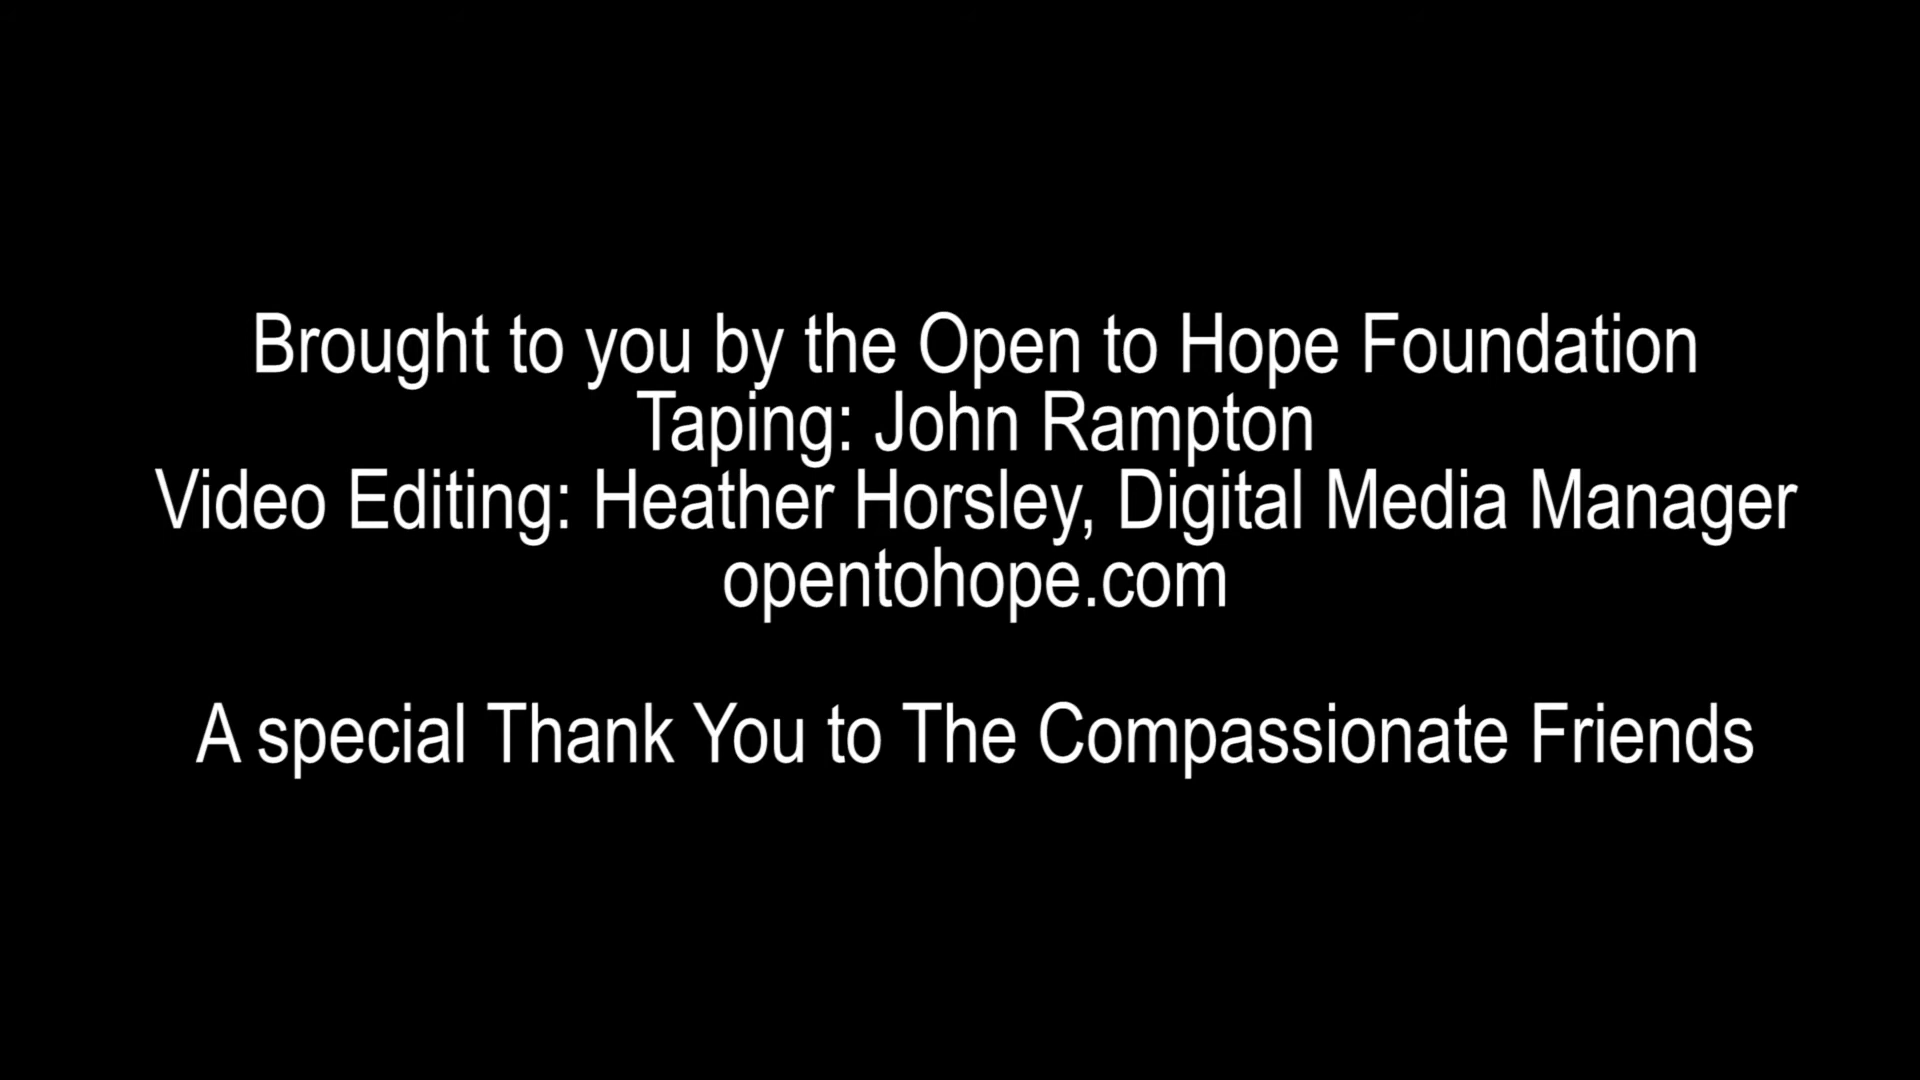 Brought to you by the Open to Hope Foundation
Taping: John Rampton
Video Editing: Heather Horsley, Digital Media Manager
opentohope.com
A special Thank You to The Compassionate Friends